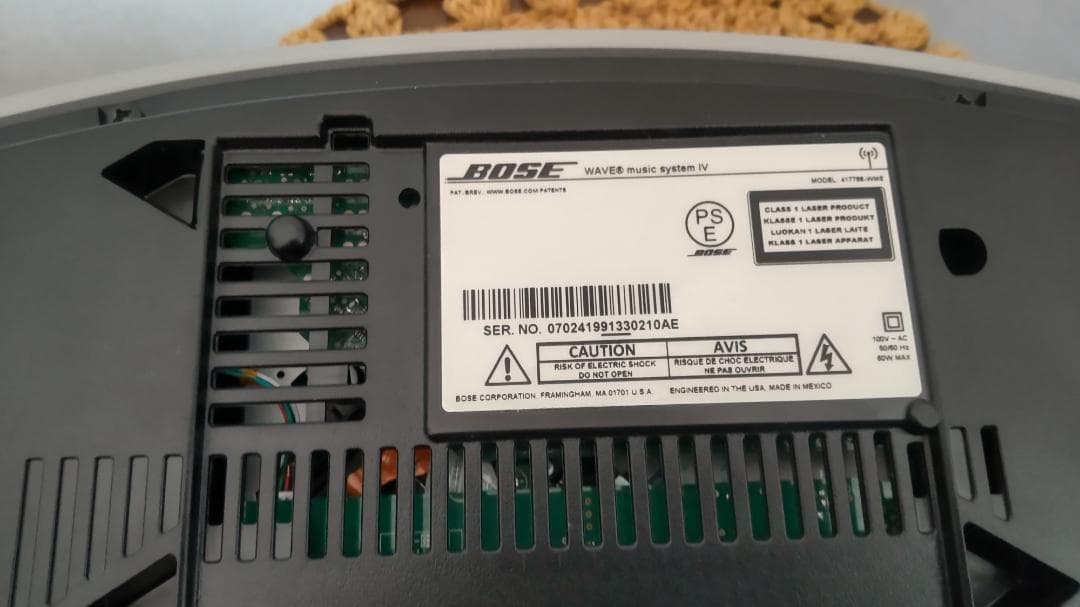 BOSE WAVE® music system IV
PAT. @REV.: WWW.BOSE.COM/PATENTS
MODEL 417788-WMS
PS
E
BOSE
CLASS 1 LASER PRODUCT
KLASSE 1 LASER PRODUKT
LUOKAN 1 LASER LAITE
KLASS 1 LASER APPARAT
SER. NO. 070241991330210AE
CAUTION
RISK OF ELECTRIC SHOCK
DO NOT OPEN
AVIS
RISQUE DE CHOC ELECTRIQUE
NE PAS OUVRIR
100V ~ AC
50/60 Hz
60W MAX
BOSE CORPORATION, FRAMINGHAM, MA 01701 U.S.A. ENGINEERED IN THE USA, MADE IN MEXICO